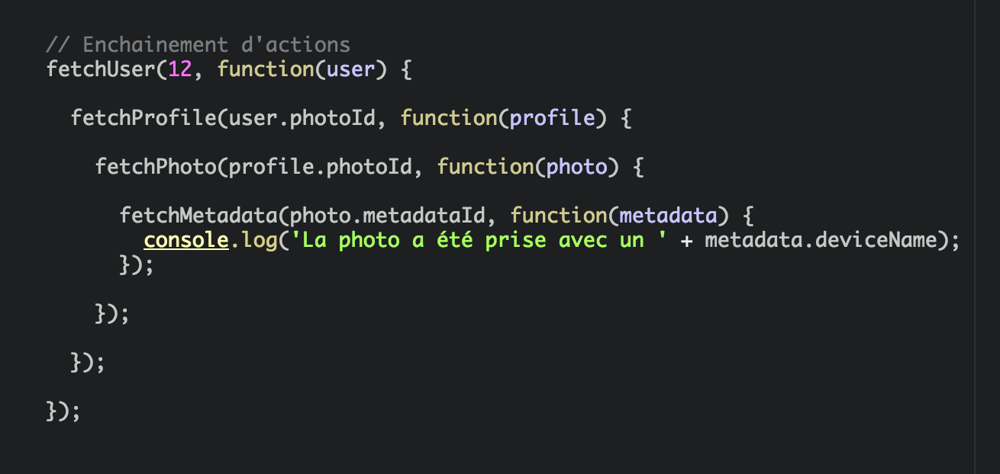 // Enchainement d'actions
fetchUser(12, function(user) {
fetchProfile(user.photoId, function(profile) {
fetchPhoto(profile.photoId, function(photo) {
fetchMetadata(photo.metadataId, function(metadata) {
console.log('La photo a été prise avec un ' + metadata.deviceName);
});
});
});
});